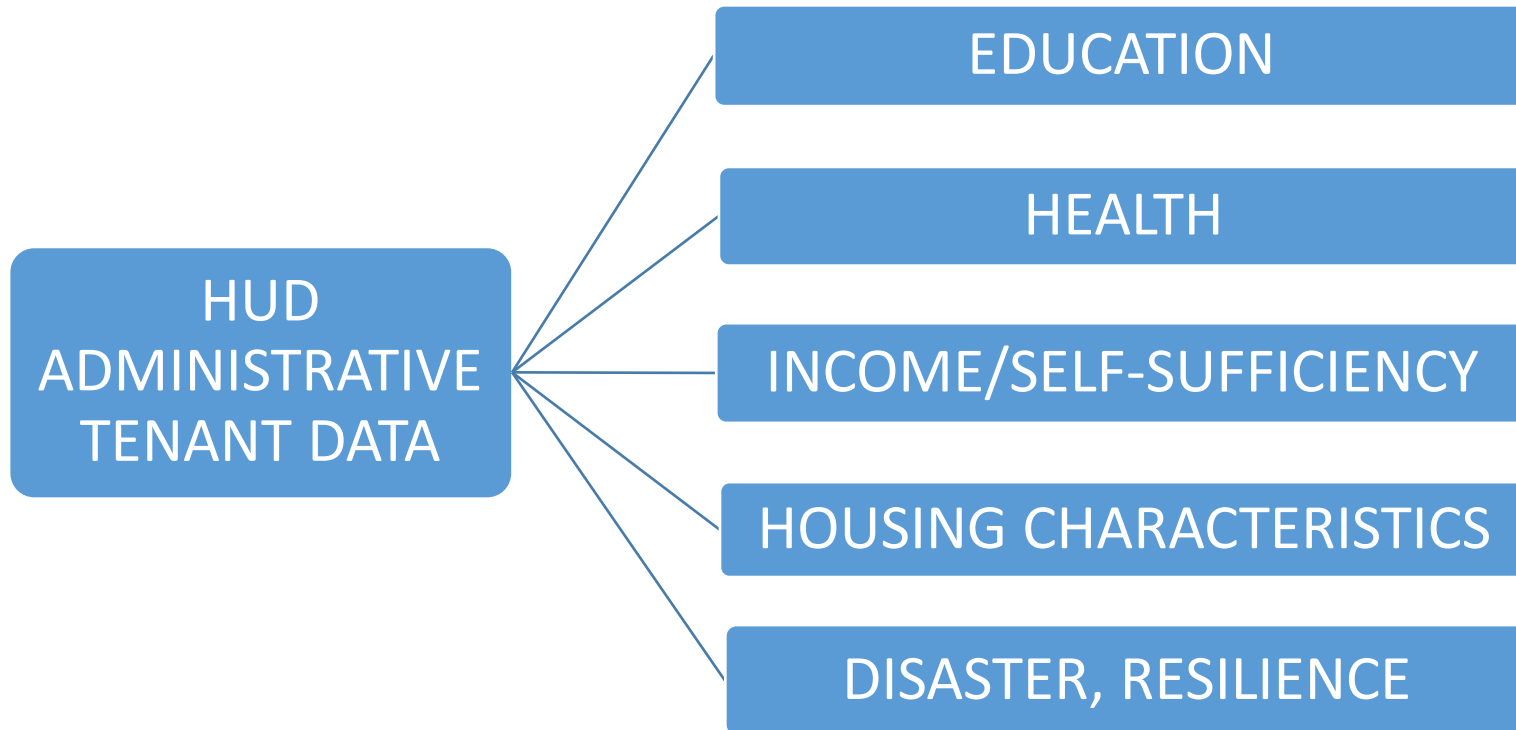 HUD
ADMINISTRATIVE
TENANT DATA
EDUCATION
HEALTH
INCOME/SELF-SUFFICIENCY
HOUSING CHARACTERISTICS
DISASTER, RESILIENCE